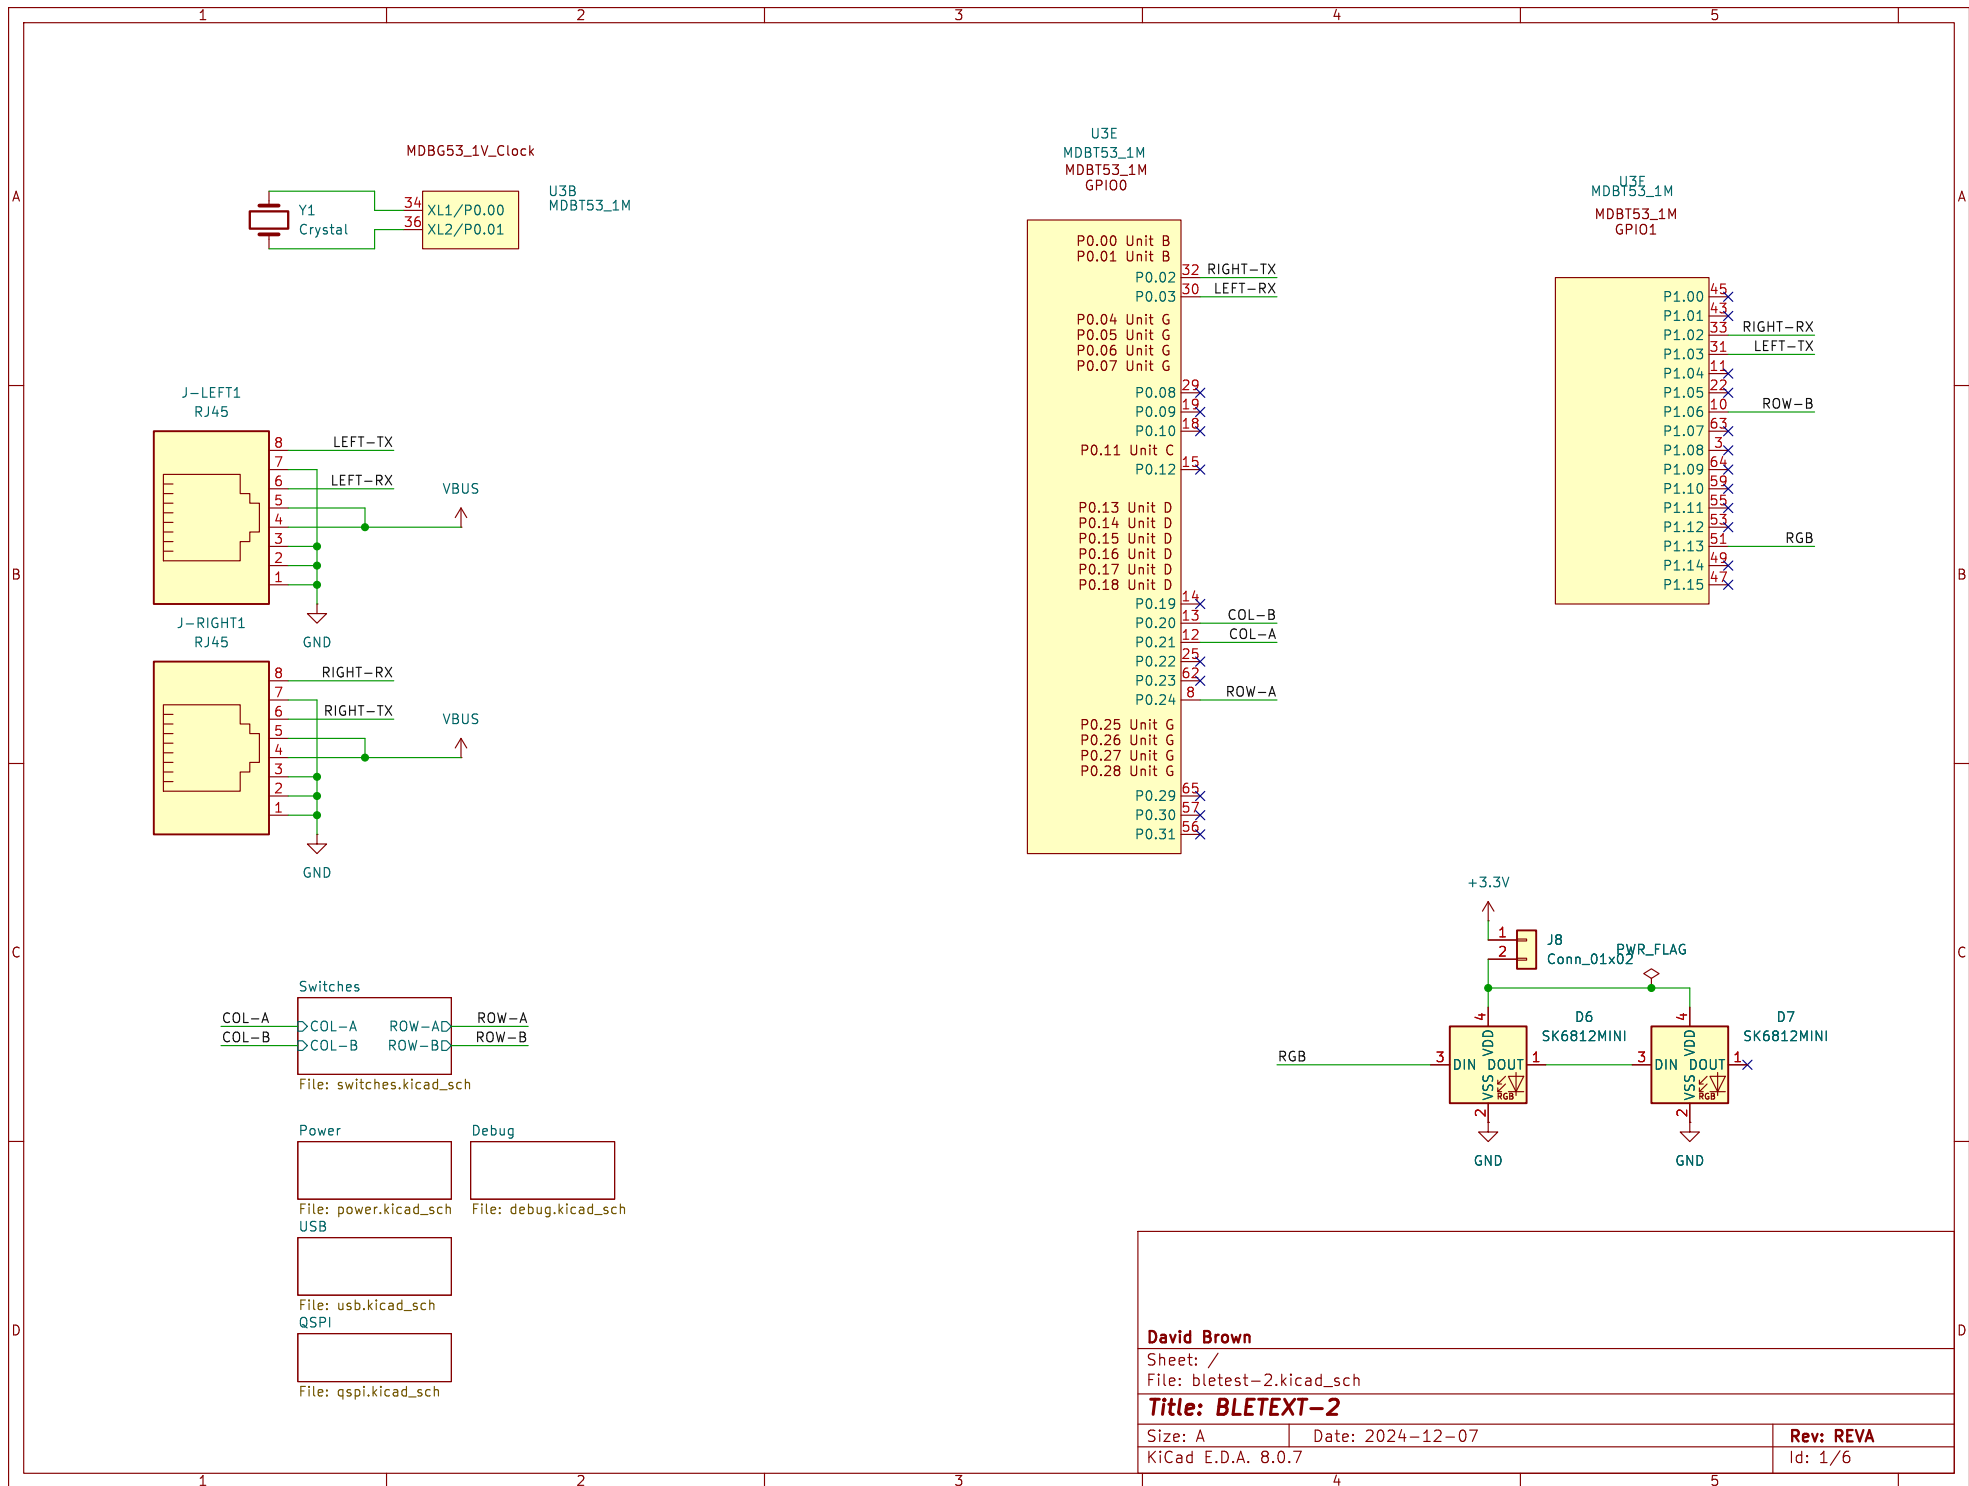 1 2 3 4 5
A
B
C
D
MDBG53_1V_Clock
Y1
Crystal
34 XL1/P0.00
36 XL2/P0.01
U3B
MDBT53_1M
J-LEFT1
RJ45
8 LEFT-TX
7
6 LEFT-RX
5
4
3
2
1
VBUS
GND
J-RIGHT1
RJ45
8 RIGHT-RX
7
6 RIGHT-TX
5
4
3
2
1
VBUS
GND
Switches
COL-A COL-A ROW-A ROW-A
COL-B COL-B ROW-B ROW-B
File: switches.kicad_sch
Power
File: power.kicad_sch
Debug
File: debug.kicad_sch
USB
File: usb.kicad_sch
QSPI
File: qspi.kicad_sch
U3E
MDBT53_1M
MDBT53_1M
GPIO0
P0.00 Unit B
P0.01 Unit B
P0.02 32 RIGHT-TX
P0.03 30 LEFT-RX
P0.04 Unit G
P0.05 Unit G
P0.06 Unit G
P0.07 Unit G
P0.08 29
P0.09 19
P0.10 18
P0.11 Unit C
P0.12 15
P0.13 Unit D
P0.14 Unit D
P0.15 Unit D
P0.16 Unit D
P0.17 Unit D
P0.18 Unit D
P0.19 14
P0.20 13 COL-B
P0.21 12 COL-A
P0.22 25
P0.23 62
P0.24 8 ROW-A
P0.25 Unit G
P0.26 Unit G
P0.27 Unit G
P0.28 Unit G
P0.29 65
P0.30 57
P0.31 56
U3E
MDBT53_1M
MDBT53_1M
GPIO1
P1.00 45
P1.01 43
P1.02 33 RIGHT-RX
P1.03 31 LEFT-TX
P1.04 11
P1.05 22
P1.06 10 ROW-B
P1.07 63
P1.08 3
P1.09 64
P1.10 59
P1.11 55
P1.12 53
P1.13 51 RGB
P1.14 49
P1.15 47
+3.3V
1
2
J8
Conn_01x02
PWR_FLAG
RGB
D6
SK6812MINI
4
VDD
3 DIN DOUT 1
VSS
RGB
2
GND
D7
SK6812MINI
4
VDD
3 DIN DOUT 1
VSS
RGB
2
GND
David Brown
Sheet: /
File: bletest-2.kicad_sch
Title: BLETEXT-2
Size: A Date: 2024-12-07 Rev: REVA
KiCad E.D.A. 8.0.7 Id: 1/6
A
B
C
D
1 2 3 4 5